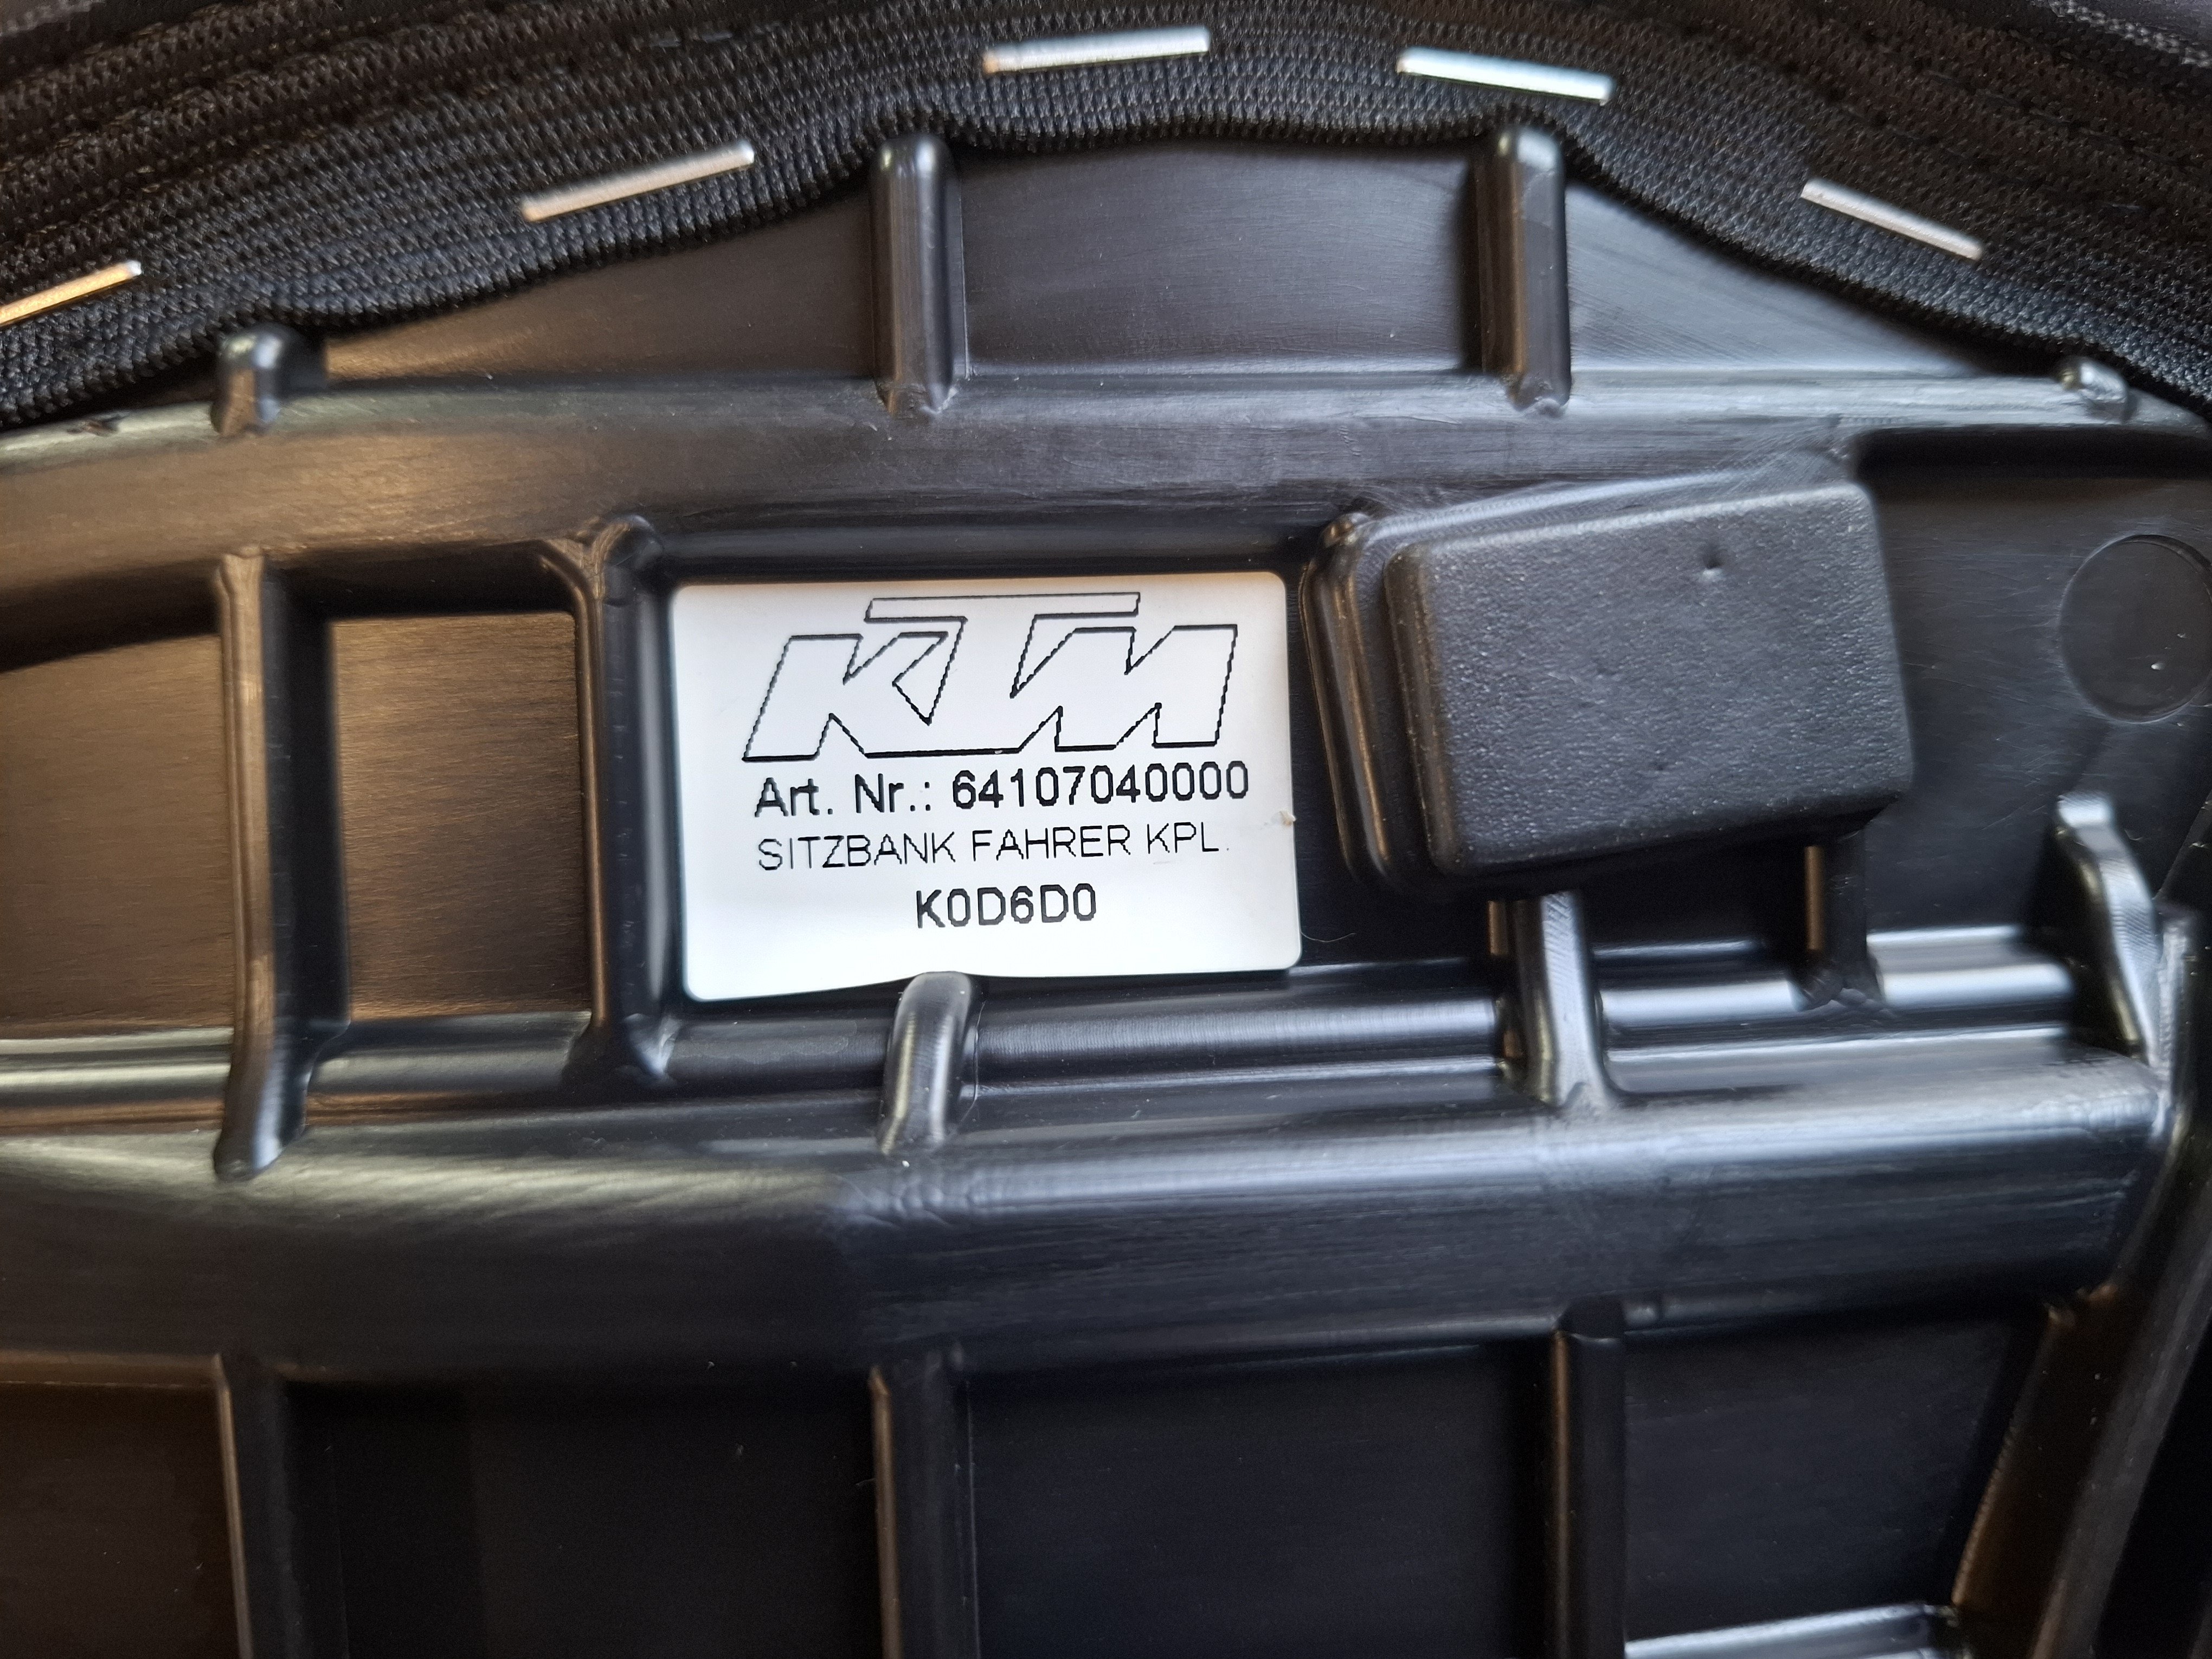 KTM
Art. Nr.: 64107040000
SITZBANK FAHRER KPL.
K0D6D0